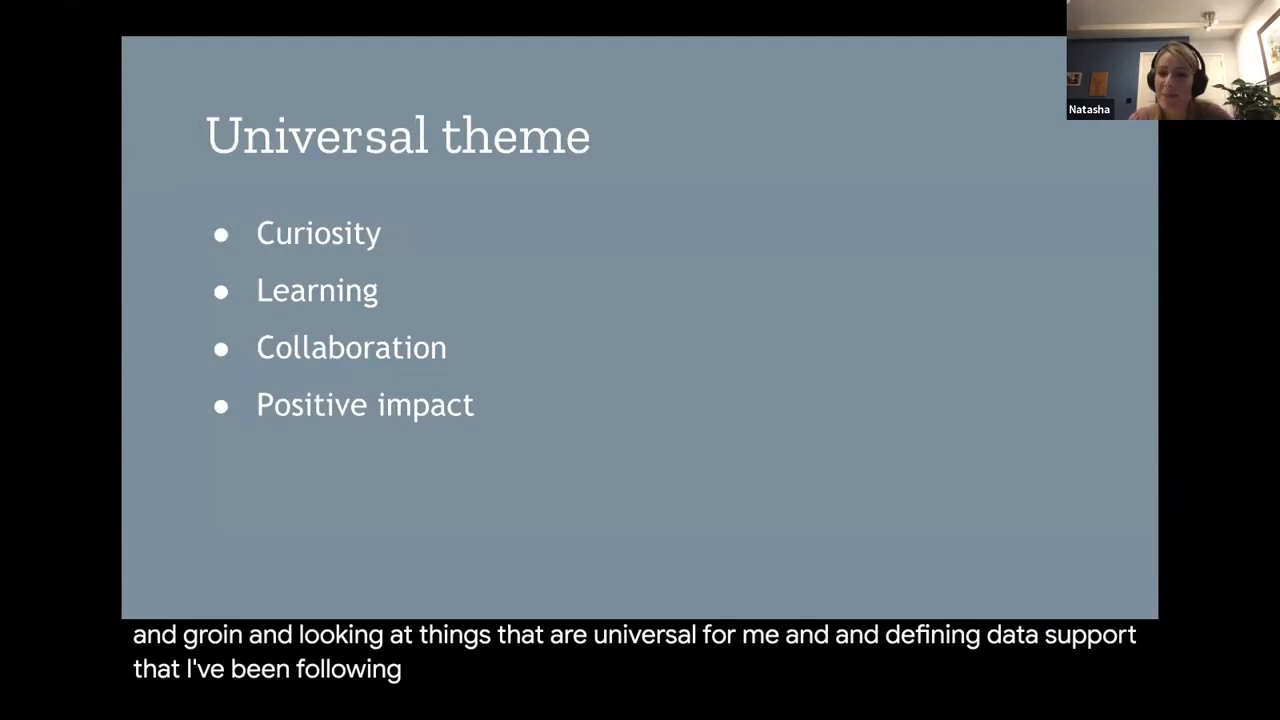 Natasha
Universal theme
● Curiosity
● Learning
● Collaboration
● Positive impact
and groin and looking at things that are universal for me and and defining data support
that I've been following